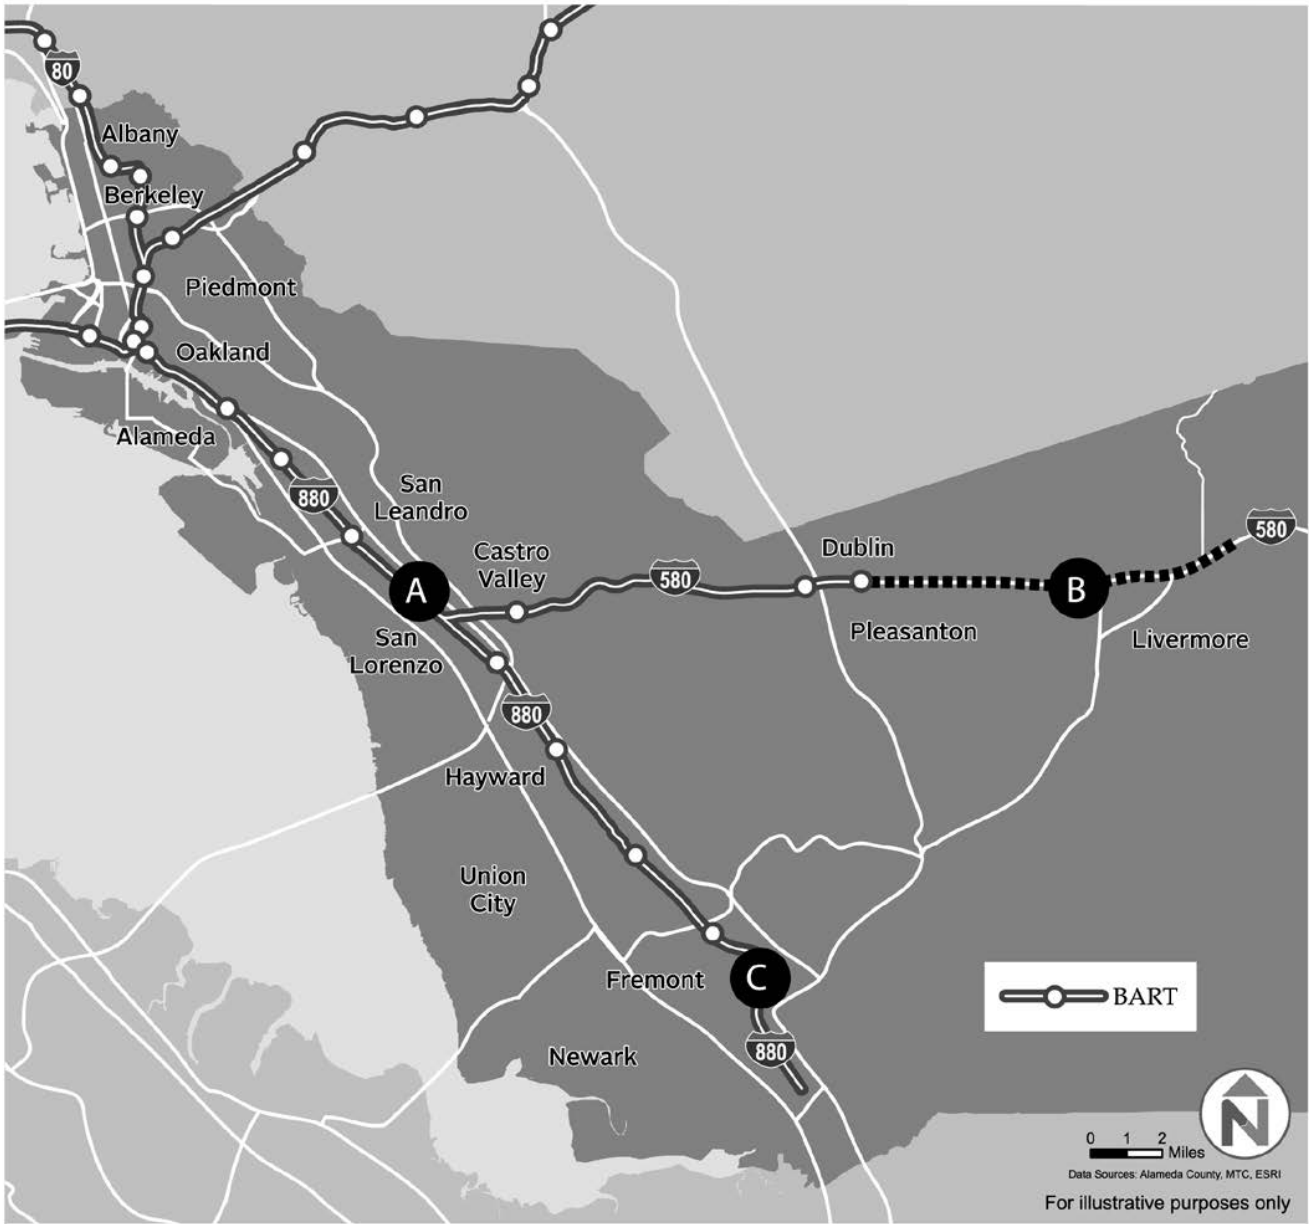 80
Albany
Berkeley
Piedmont
Oakland
Alameda
880
San
Leandro
Castro
Valley
580
Dublin
580
A
B
San
Lorenzo
Pleasanton
Livermore
880
Hayward
Union
City
Fremont
C
BART
880
Newark
N
0 1 2
Miles
Data Sources: Alameda County, MTC, ESRI
For illustrative purposes only